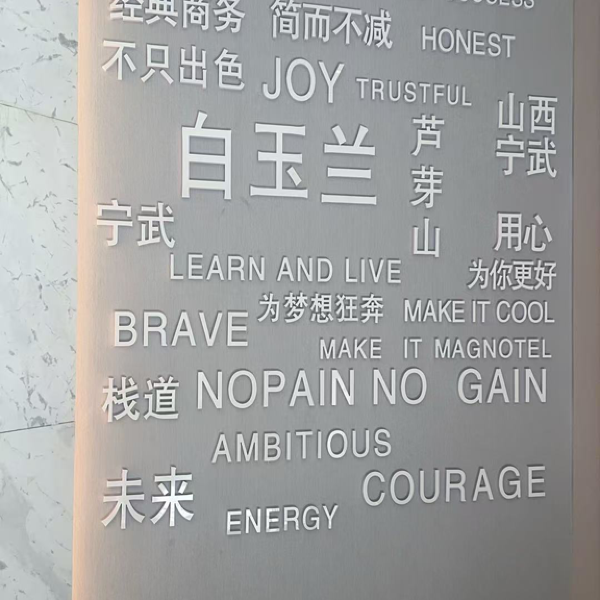 SUCCESS
经典商务 简而不减 HONEST
不只出色 JOY TRUSTFUL
白玉兰
芦芽山
山西
宁武
宁武
用心
LEARN AND LIVE
为你更好
为梦想狂奔
MAKE IT COOL
BRAVE
MAKE IT MAGNOTEL
栈道 NOPAIN NO GAIN
AMBITIOUS
未来
COURAGE
ENERGY